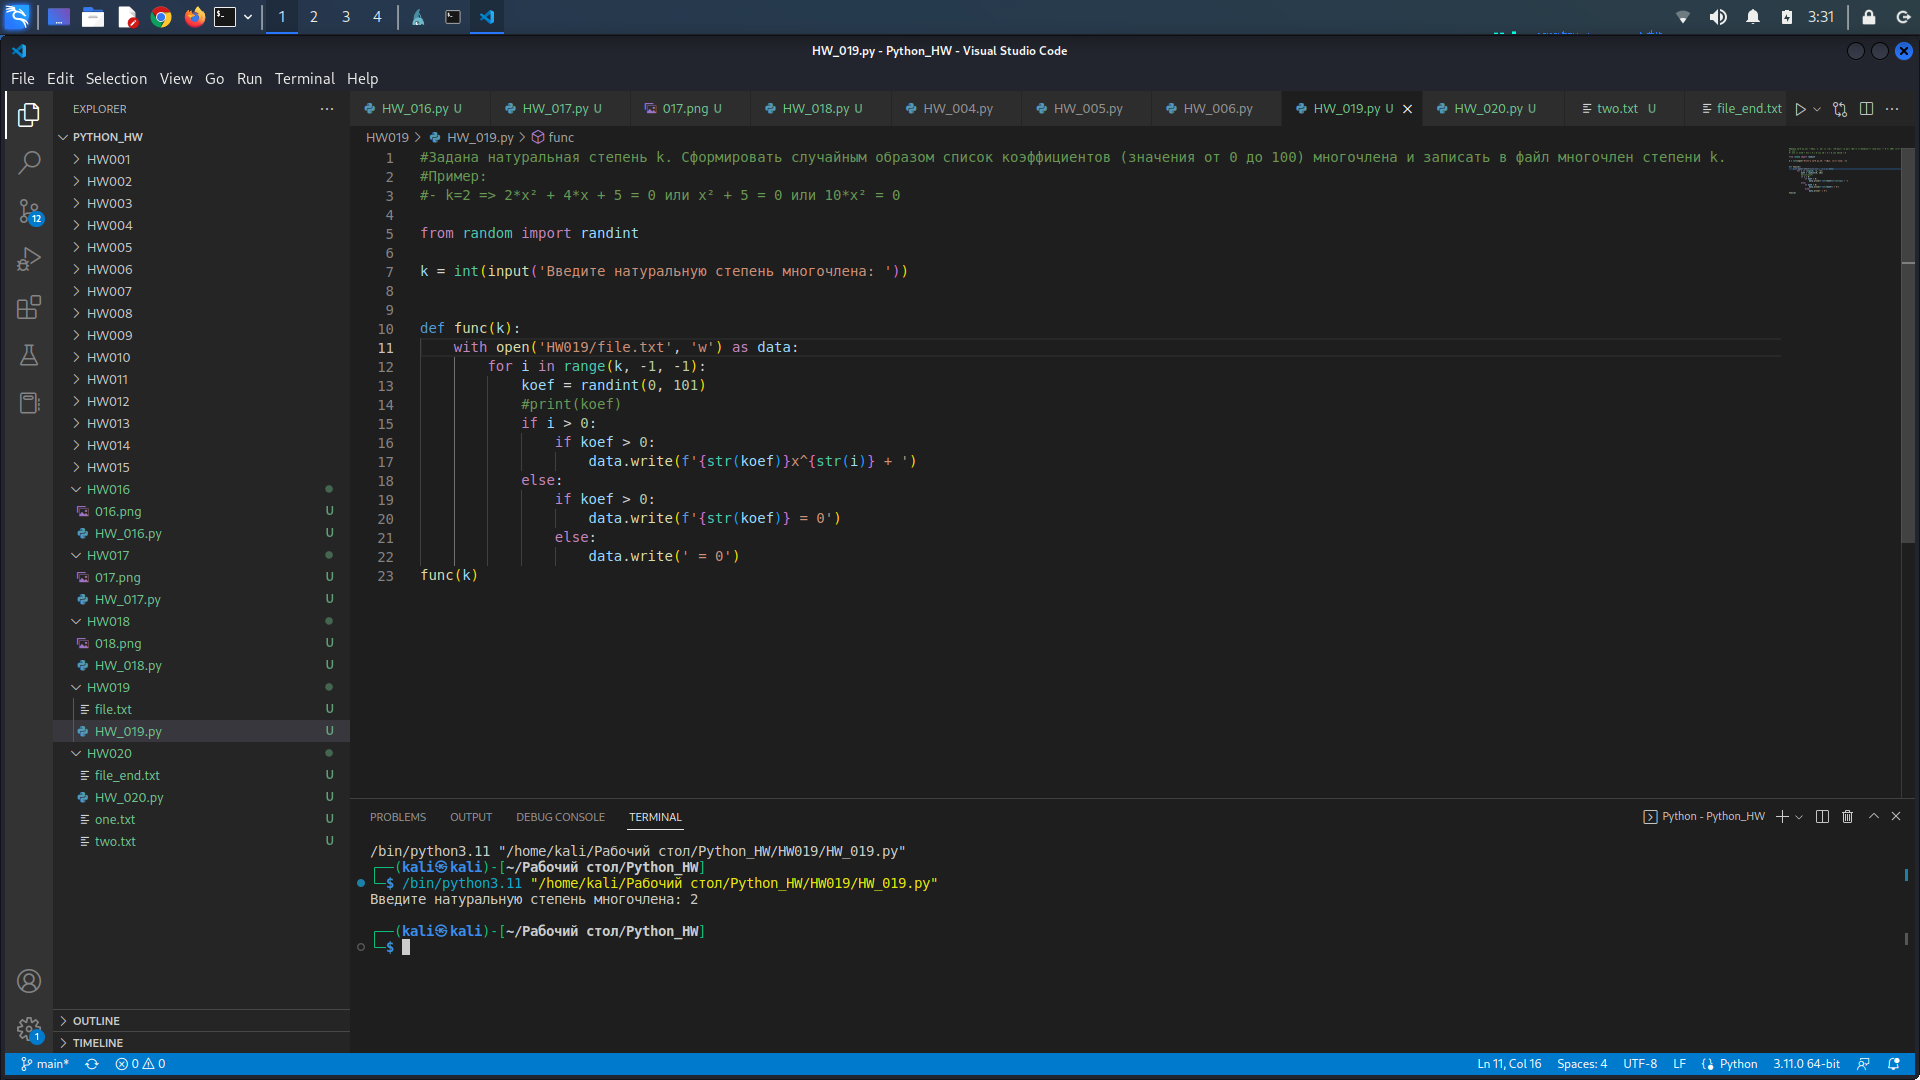 1 2 3 4 3:31
HW_019.py - Python_HW - Visual Studio Code
File Edit Selection View Go Run Terminal Help
EXPLORER
HW_016.py U HW_017.py U 017.png U HW_018.py U HW_004.py HW_005.py HW_006.py HW_019.py U HW_020.py U two.txt U file_end.txt
PYTHON_HW
HW001
HW002
HW003
HW004
HW005
HW006
HW007
HW008
HW009
HW010
HW011
HW012
HW013
HW014
HW015
HW016
016.png U
HW_016.py U
HW017
017.png U
HW_017.py U
HW018
018.png U
HW_018.py U
HW019
file.txt U
HW_019.py U
HW020
file_end.txt U
HW_020.py U
one.txt U
two.txt U
OUTLINE
TIMELINE
12
1
HW019 > HW_019.py > func
1 #Задана натуральная степень k. Сформировать случайным образом список коэффициентов (значения от 0 до 100) многочлена и записать в файл многочлен степени k.
2 #Пример:
3 #- k=2 => 2*x² + 4*x + 5 = 0 или x² + 5 = 0 или 10*x² = 0
4
5 from random import randint
6
7 k = int(input('Введите натуральную степень многочлена: '))
8
9
10 def func(k):
11 with open('HW019/file.txt', 'w') as data:
12 for i in range(k, -1, -1):
13 koef = randint(0, 101)
14 #print(koef)
15 if i > 0:
16 if koef > 0:
17 data.write(f'{str(koef)}x^{str(i)} + ')
18 else:
19 if koef > 0:
20 data.write(f'{str(koef)} = 0')
21 else:
22 data.write(' = 0')
23 func(k)
PROBLEMS OUTPUT DEBUG CONSOLE TERMINAL Python - Python_HW
/bin/python3.11 "/home/kali/Рабочий стол/Python_HW/HW019/HW_019.py"
┌──(kali㉿kali)-[~/Рабочий стол/Python_HW]
└─$ /bin/python3.11 "/home/kali/Рабочий стол/Python_HW/HW019/HW_019.py"
Введите натуральную степень многочлена: 2
┌──(kali㉿kali)-[~/Рабочий стол/Python_HW]
└─$
main* 0 0 Ln 11, Col 16 Spaces: 4 UTF-8 LF Python 3.11.0 64-bit